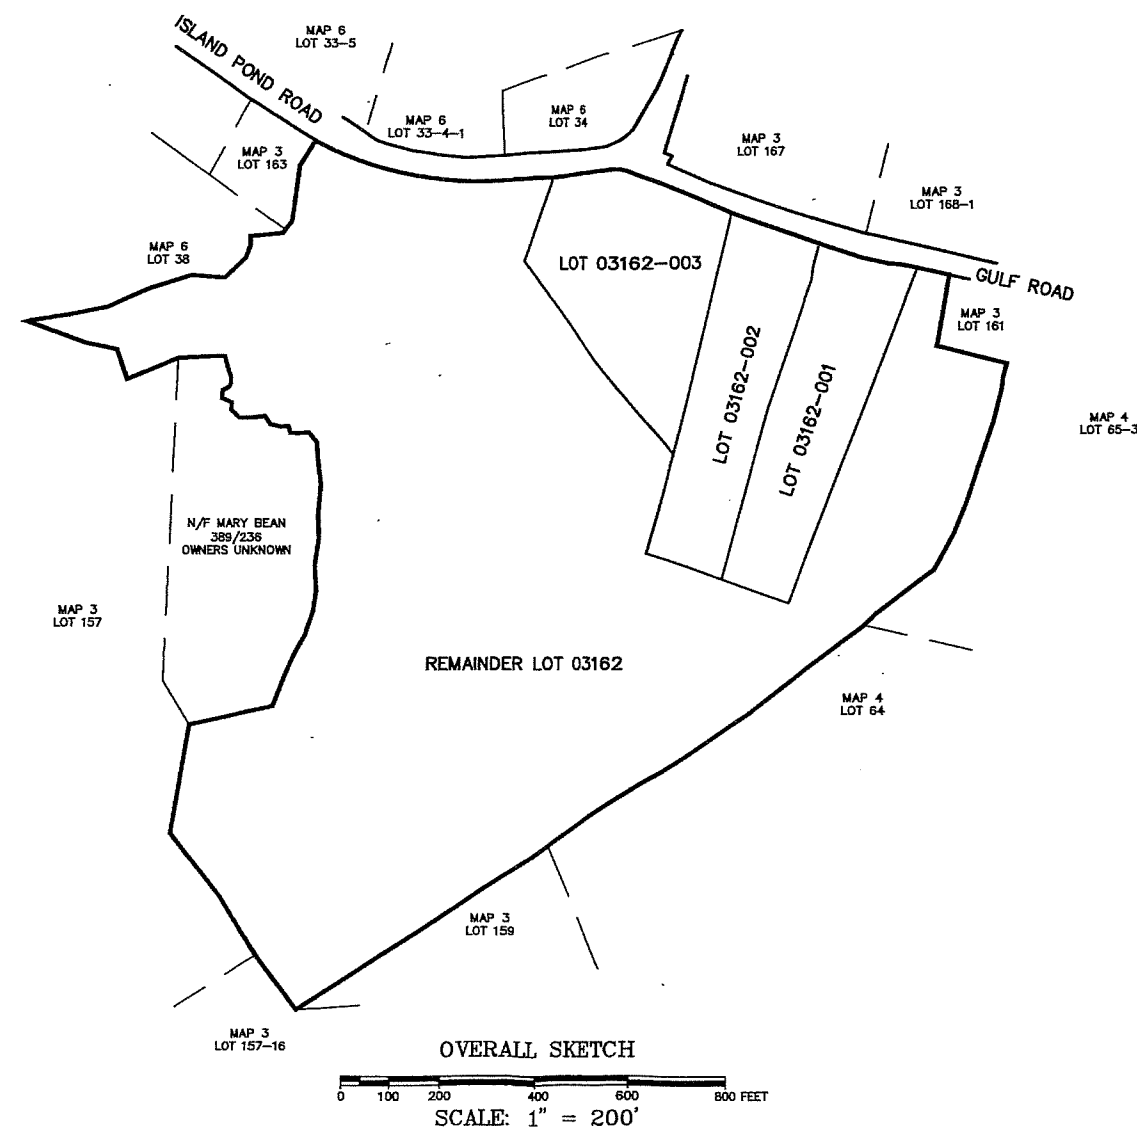 MAP 6
LOT 33-5
ISLAND POND ROAD
MAP 6
LOT 33-4-1
MAP 6
LOT 34
MAP 3
LOT 163
MAP 3
LOT 167
MAP 3
LOT 168-1
MAP 6
LOT 38
LOT 03162-003
GULF ROAD
MAP 3
LOT 161
LOT 03162-002
LOT 03162-001
MAP 4
LOT 65-3
N/F MARY BEAN
389/236
OWNERS UNKNOWN
MAP 3
LOT 157
REMAINDER LOT 03162
MAP 4
LOT 64
MAP 3
LOT 159
MAP 3
LOT 157-16
OVERALL SKETCH
0 100 200 400 600 800 FEET
SCALE: 1" = 200'